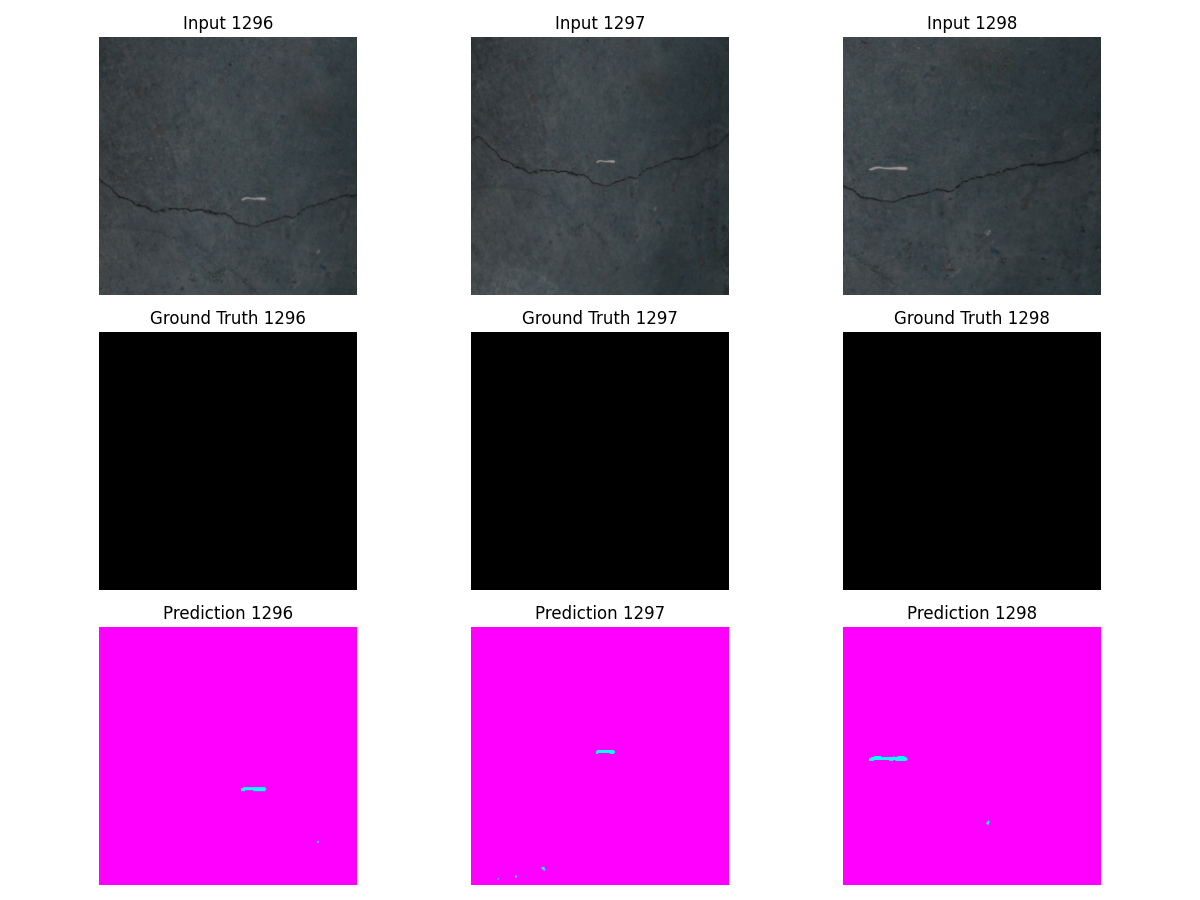 Input 1296
Input 1297
Input 1298
Ground Truth 1296
Ground Truth 1297
Ground Truth 1298
Prediction 1296
Prediction 1297
Prediction 1298